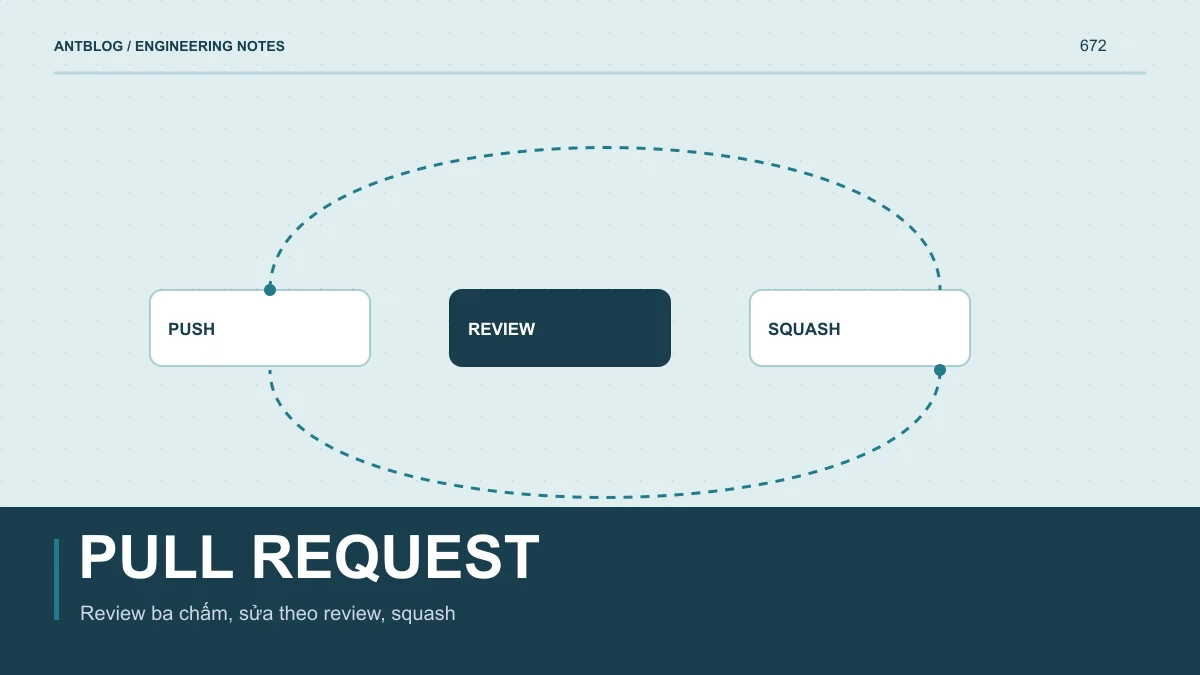 ANTBLOG / ENGINEERING NOTES
672
PUSH
REVIEW
SQUASH
PULL REQUEST
Review ba chấm, sửa theo review, squash